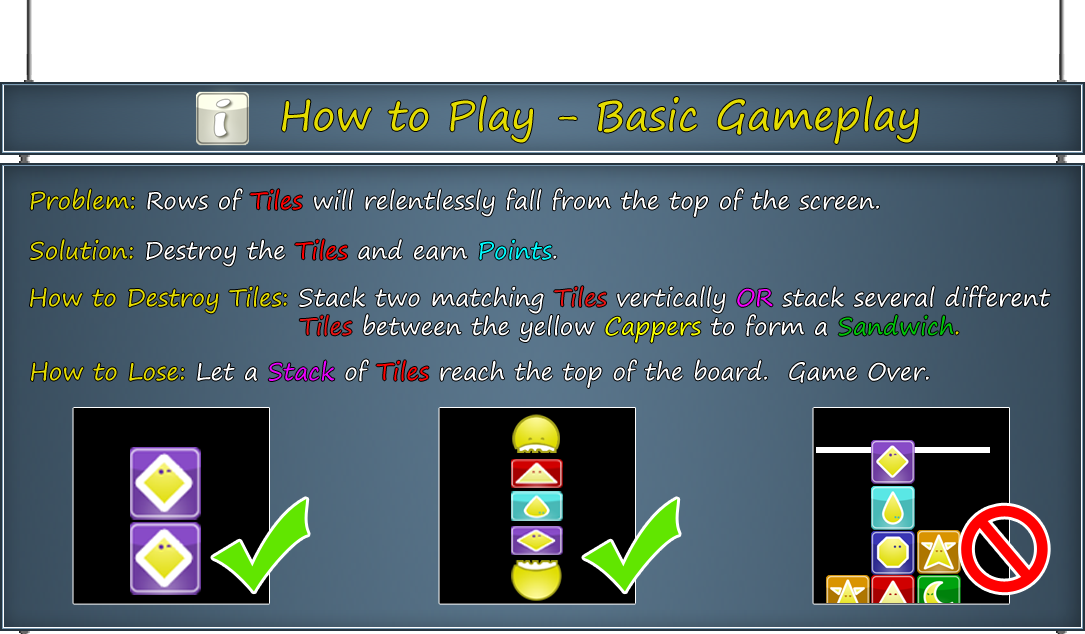 i How to Play - Basic Gameplay
Problem: Rows of Tiles will relentlessly fall from the top of the screen.
Solution: Destroy the Tiles and earn Points.
How to Destroy Tiles: Stack two matching Tiles vertically OR stack several different
Tiles between the yellow Cappers to form a Sandwich.
How to Lose: Let a Stack of Tiles reach the top of the board. Game Over.